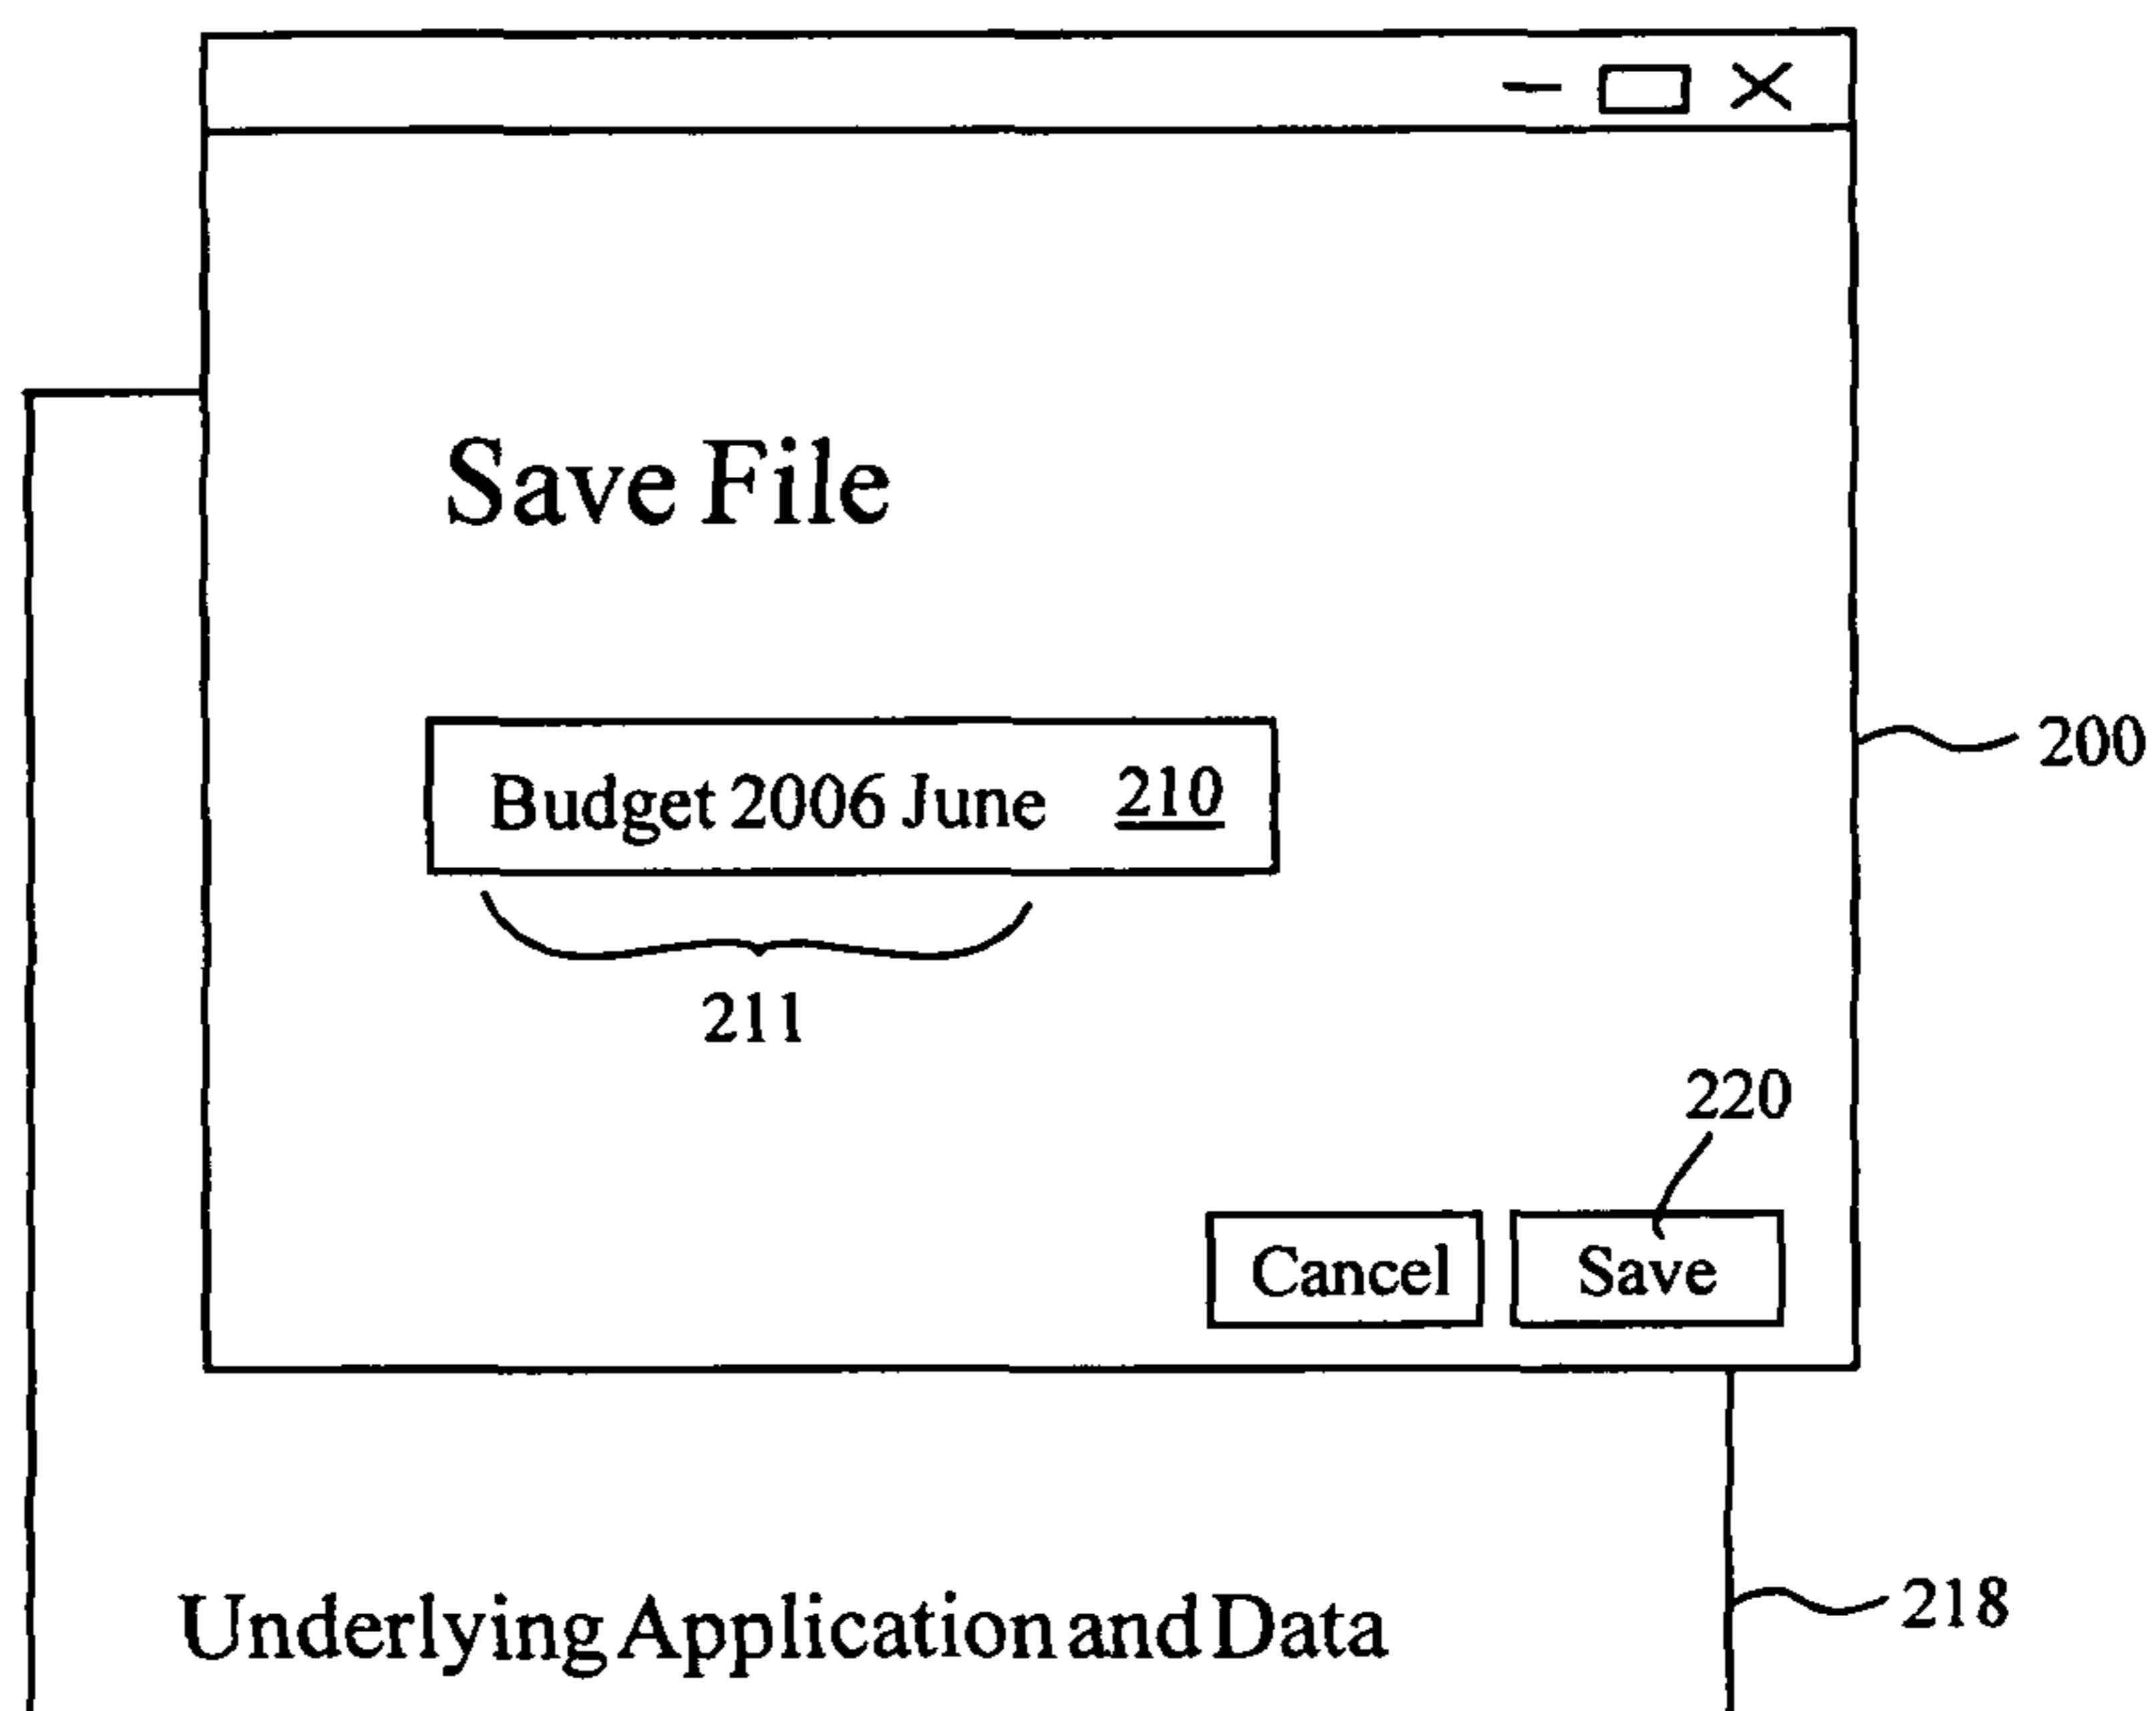 Save File
200
Budget 2006 June 210
211
220
Cancel Save
Underlying Application and Data 218